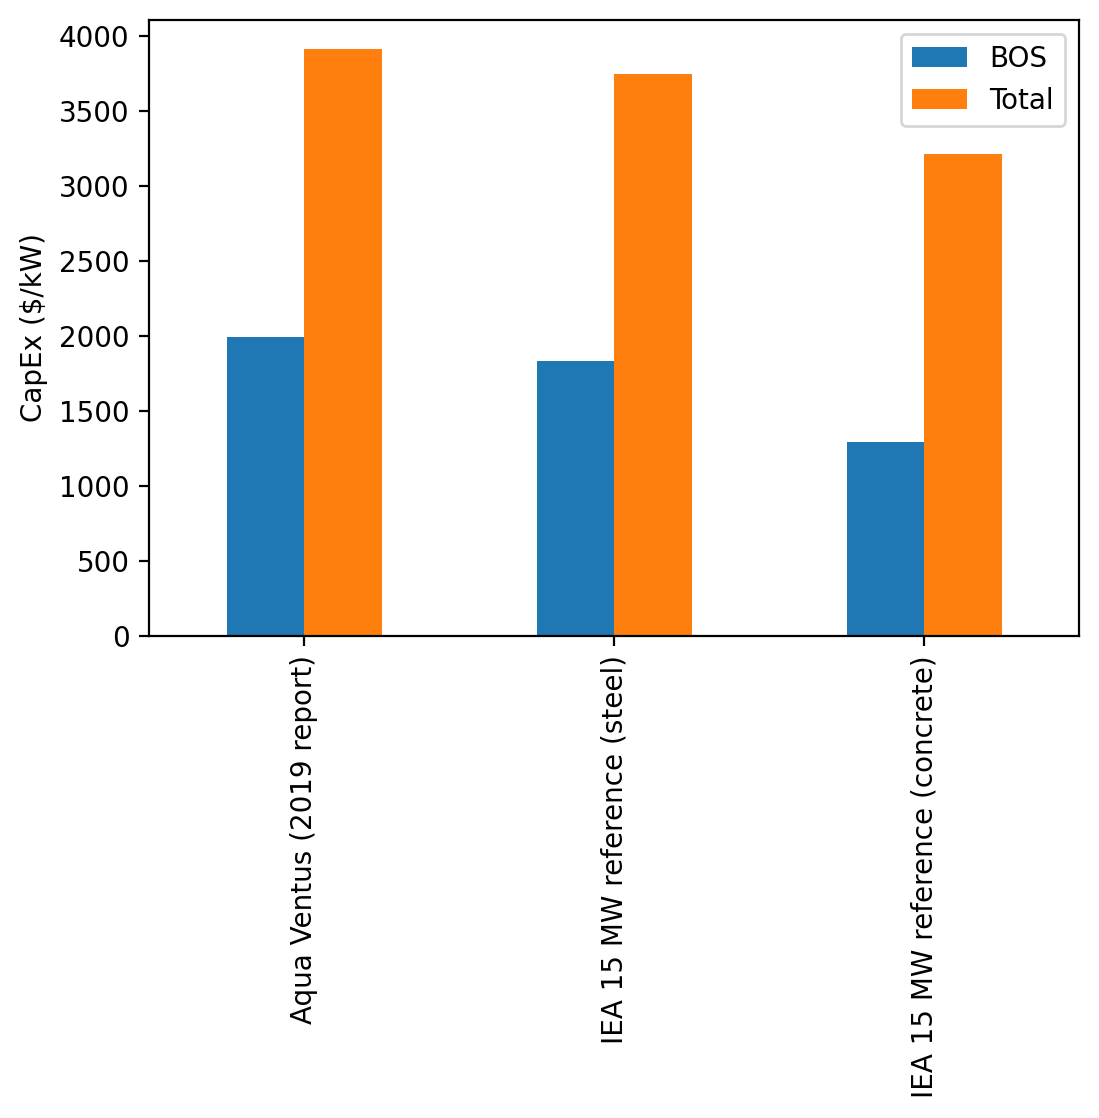 CapEx ($/kW)
4000
3500
3000
2500
2000
1500
1000
500
0
BOS
Total
Aqua Ventus (2019 report)
IEA 15 MW reference (steel)
IEA 15 MW reference (concrete)